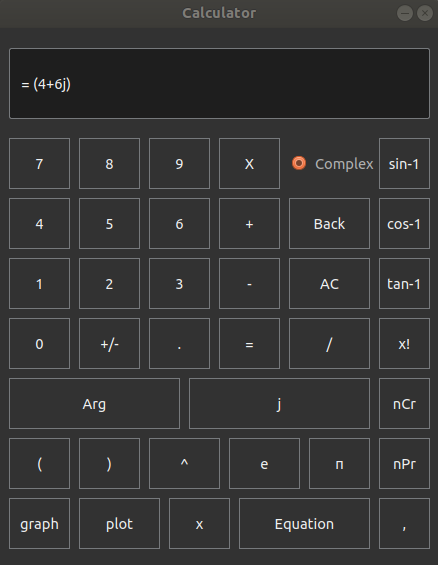 Calculator
= (4+6j)
7 8 9 X Complex sin-1
4 5 6 + Back cos-1
1 2 3 - AC tan-1
0 +/- . = / x!
Arg j nCr
( ) ^ e π nPr
graph plot x Equation ,